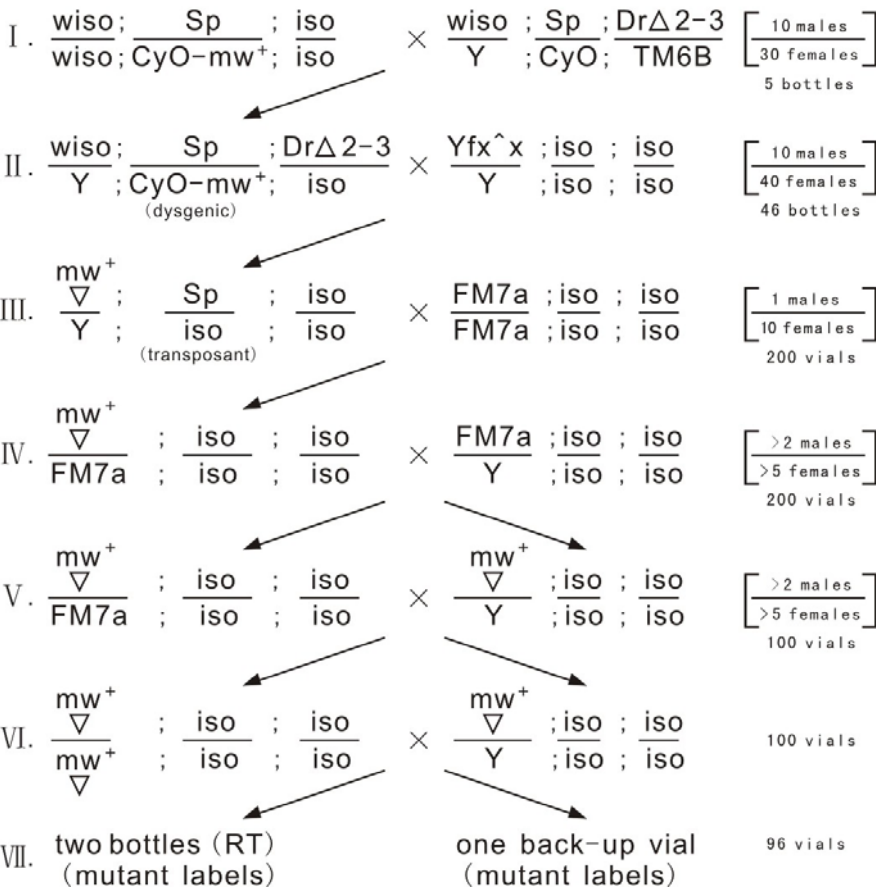 Ⅰ. wiso; Sp ; iso × wiso ; Sp ; DrΔ2-3 [10 males
wiso; CyO-mw+; iso Y ; CyO; TM6B 30 females]
5 bottles
Ⅱ. wiso; Sp ; DrΔ2-3 × Yfx^x ; iso ; iso [10 males
Y ; CyO-mw+; iso Y ; iso ; iso 40 females]
(dysgenic) 46 bottles
mw+
Ⅲ. ▽ ; Sp ; iso × FM7a ; iso ; iso [1 males
Y ; iso ; iso FM7a ; iso ; iso 10 females]
(transposant) 200 vials
mw+
Ⅳ. ▽ ; iso ; iso × FM7a ; iso ; iso [>2 males
FM7a ; iso ; iso Y ; iso ; iso >5 females]
200 vials
mw+ mw+
Ⅴ. ▽ ; iso ; iso × ▽ ; iso ; iso [>2 males
FM7a ; iso ; iso Y ; iso ; iso >5 females]
100 vials
mw+ mw+
Ⅵ. ▽ ; iso ; iso × ▽ ; iso ; iso 100 vials
mw+ ; iso ; iso Y ; iso ; iso
▽
Ⅶ. two bottles (RT) one back-up vial 96 vials
(mutant labels) (mutant labels)